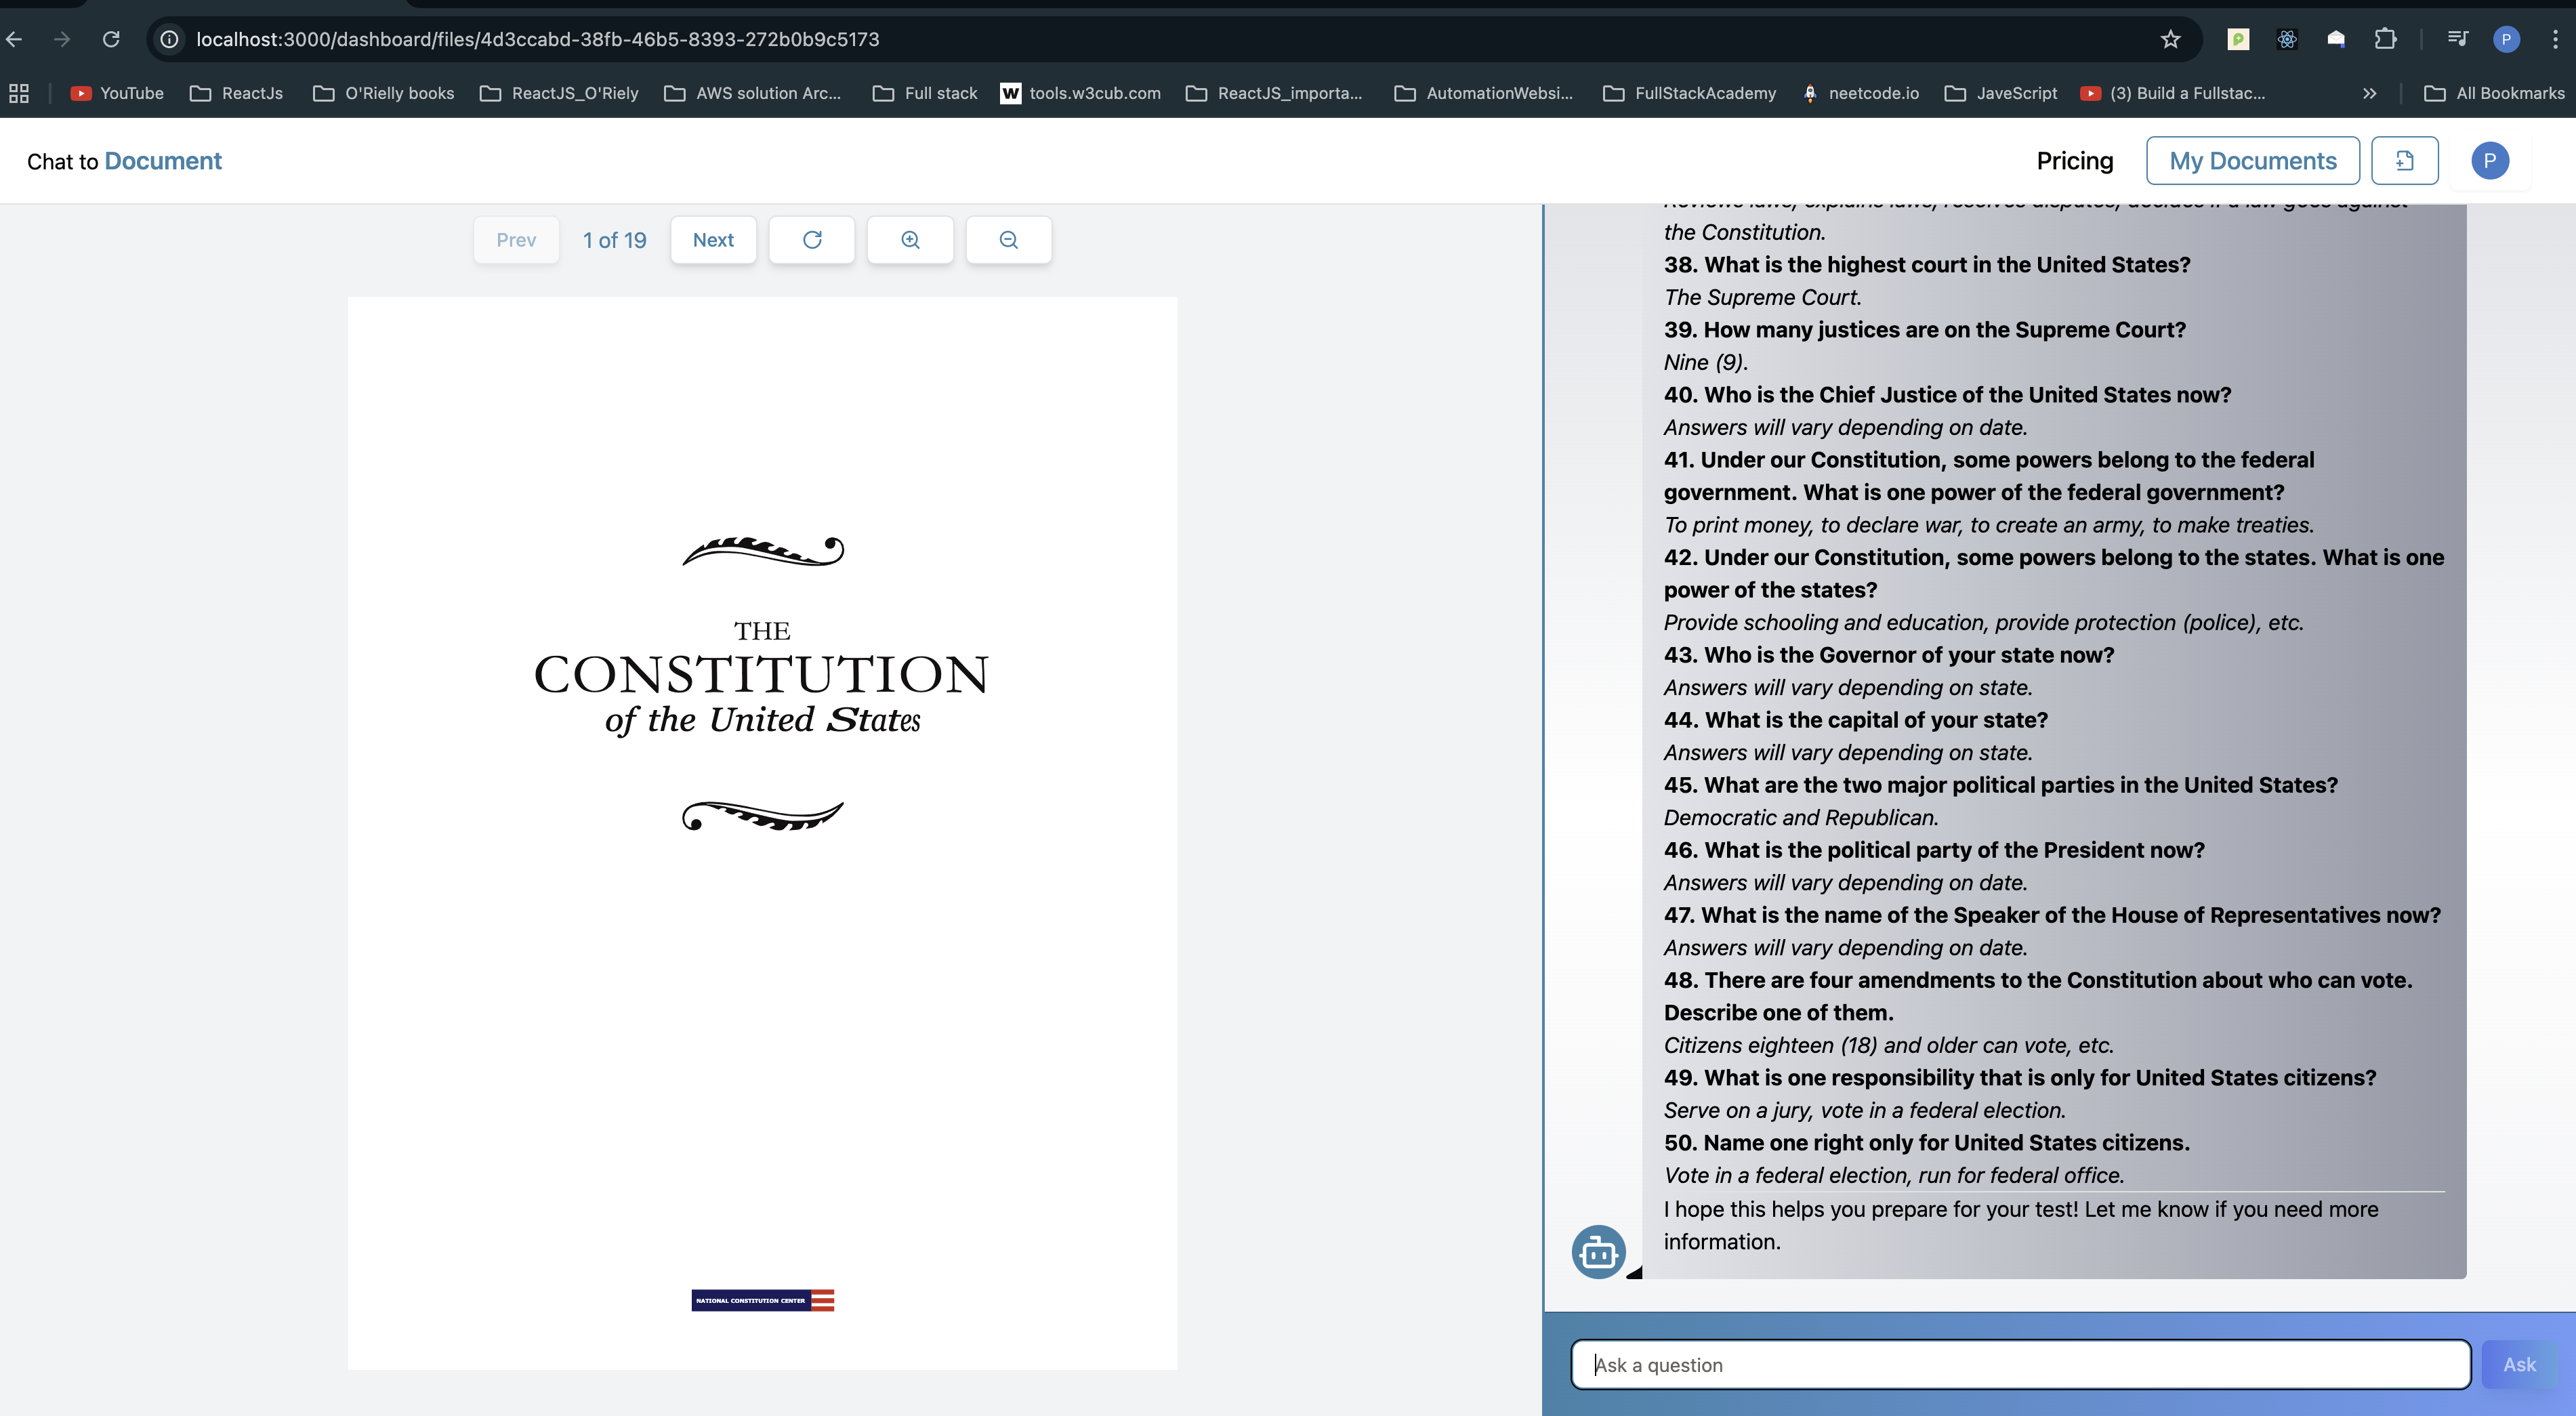 localhost:3000/dashboard/files/4d3ccabd-38fb-46b5-8393-272b0b9c5173
P
YouTube ReactJs O'Rielly books ReactJS_O'Riely AWS solution Arc... Full stack W tools.w3cub.com ReactJS_importa... AutomationWebsi... FullStackAcademy neetcode.io JaveScript (3) Build a Fullstac... » All Bookmarks
Chat to Document
Pricing My Documents P
Prev 1 of 19 Next
THE
CONSTITUTION
of the United States
NATIONAL CONSTITUTION CENTER
Reviews laws, explains laws, resolves disputes, decides if a law goes against
the Constitution.
38. What is the highest court in the United States?
The Supreme Court.
39. How many justices are on the Supreme Court?
Nine (9).
40. Who is the Chief Justice of the United States now?
Answers will vary depending on date.
41. Under our Constitution, some powers belong to the federal
government. What is one power of the federal government?
To print money, to declare war, to create an army, to make treaties.
42. Under our Constitution, some powers belong to the states. What is one
power of the states?
Provide schooling and education, provide protection (police), etc.
43. Who is the Governor of your state now?
Answers will vary depending on state.
44. What is the capital of your state?
Answers will vary depending on state.
45. What are the two major political parties in the United States?
Democratic and Republican.
46. What is the political party of the President now?
Answers will vary depending on date.
47. What is the name of the Speaker of the House of Representatives now?
Answers will vary depending on date.
48. There are four amendments to the Constitution about who can vote.
Describe one of them.
Citizens eighteen (18) and older can vote, etc.
49. What is one responsibility that is only for United States citizens?
Serve on a jury, vote in a federal election.
50. Name one right only for United States citizens.
Vote in a federal election, run for federal office.
I hope this helps you prepare for your test! Let me know if you need more
information.
Ask a question
Ask